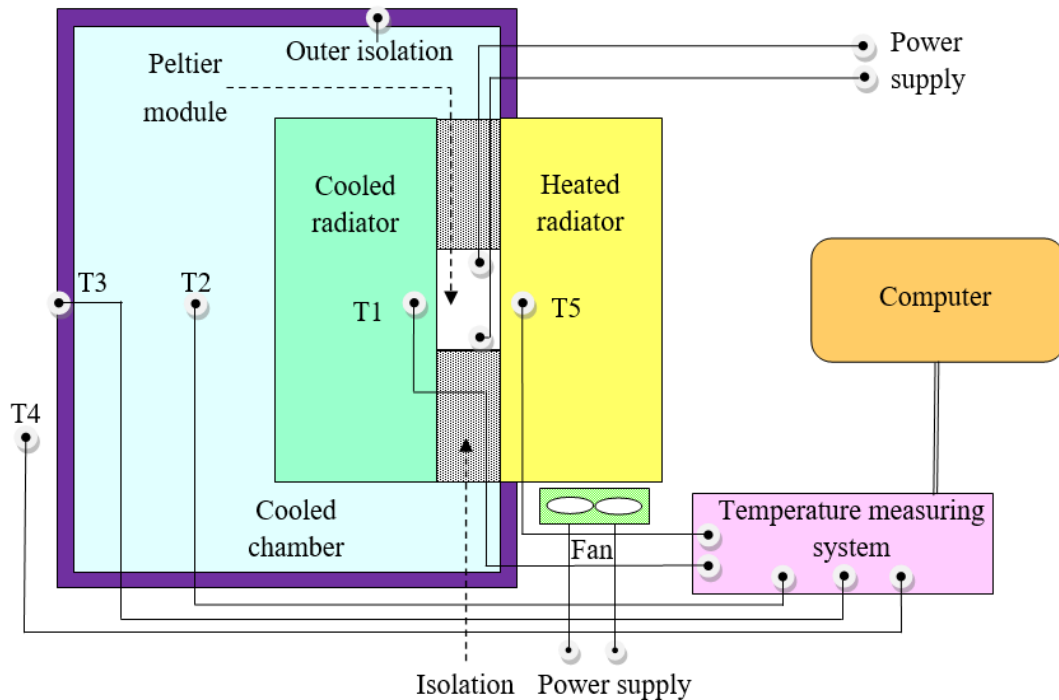 Outer isolation
Power
supply
Peltier
module
Cooled
radiator
Heated
radiator
T3
T2
T1
T5
Computer
T4
Cooled
chamber
Temperature measuring
system
Fan
Isolation
Power supply